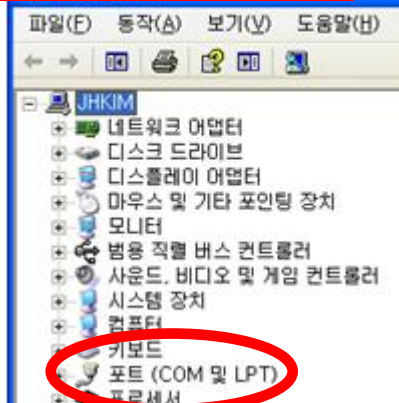 파일(F) 동작(A) 보기(V) 도움말(H)
JHKIM
네트워크 어댑터
디스크 드라이브
디스플레이 어댑터
마우스 및 기타 포인팅 장치
모니터
범용 직렬 버스 컨트롤러
사운드, 비디오 및 게임 컨트롤러
시스템 장치
컴퓨터
키보드
포트 (COM 및 LPT)
프로세서